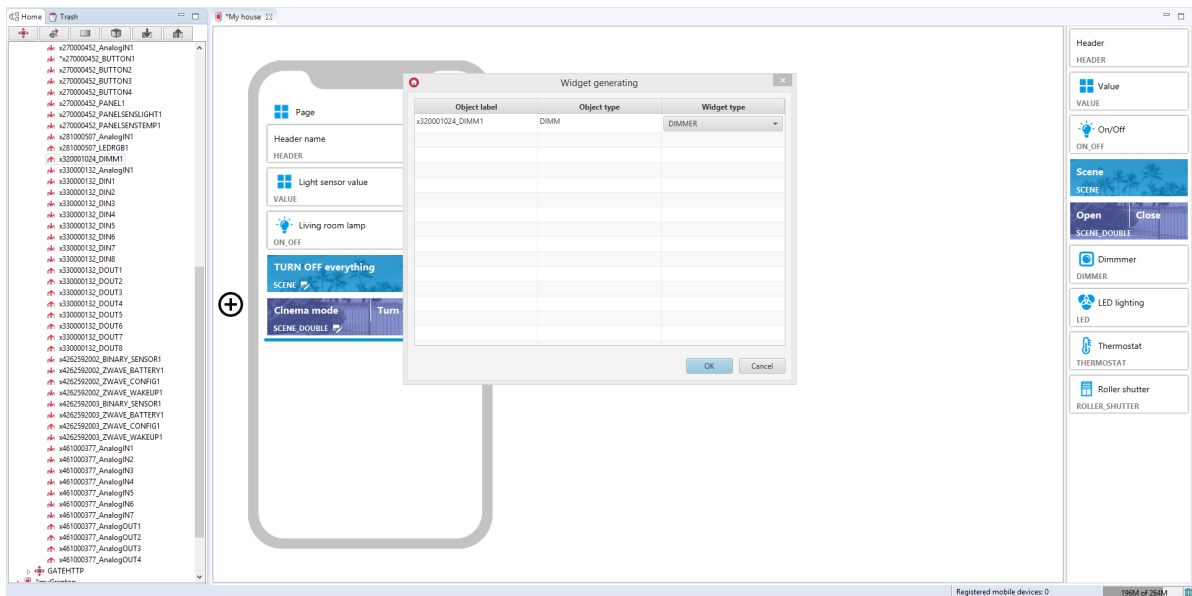 Home
Trash
*My house
x270000452_AnalogIN1
*x270000452_BUTTON1
x270000452_BUTTON2
x270000452_BUTTON3
x270000452_BUTTON4
x270000452_PANEL1
x270000452_PANELSENSLIGHT1
x270000452_PANELSENSTEMP1
x281000507_AnalogIN1
x281000507_LEDRGB1
x320001024_DIMM1
x330000132_AnalogIN1
x330000132_DIN1
x330000132_DIN2
x330000132_DIN3
x330000132_DIN4
x330000132_DIN5
x330000132_DIN6
x330000132_DIN7
x330000132_DIN8
x330000132_DOUT1
x330000132_DOUT2
x330000132_DOUT3
x330000132_DOUT4
x330000132_DOUT5
x330000132_DOUT6
x330000132_DOUT7
x330000132_DOUT8
x4262592002_BINARY_SENSOR1
x4262592002_ZWAVE_BATTERY1
x4262592002_ZWAVE_CONFIG1
x4262592002_ZWAVE_WAKEUP1
x4262592003_BINARY_SENSOR1
x4262592003_ZWAVE_BATTERY1
x4262592003_ZWAVE_CONFIG1
x4262592003_ZWAVE_WAKEUP1
x461000377_AnalogIN1
x461000377_AnalogIN2
x461000377_AnalogIN3
x461000377_AnalogIN4
x461000377_AnalogIN5
x461000377_AnalogIN6
x461000377_AnalogIN7
x461000377_AnalogOUT1
x461000377_AnalogOUT2
x461000377_AnalogOUT3
x461000377_AnalogOUT4
GATEHTTP
Page
Header name
HEADER
Light sensor value
VALUE
Living room lamp
ON_OFF
TURN OFF everything
SCENE
Cinema mode Turn
SCENE_DOUBLE
Widget generating
Object label Object type Widget type
x320001024_DIMM1 DIMM DIMMER
OK Cancel
Header
HEADER
Value
VALUE
On/Off
ON_OFF
Scene
SCENE
Open Close
SCENE_DOUBLE
Dimmmer
DIMMER
LED lighting
LED
Thermostat
THERMOSTAT
Roller shutter
ROLLER_SHUTTER
Registered mobile devices: 0
196M of 264M